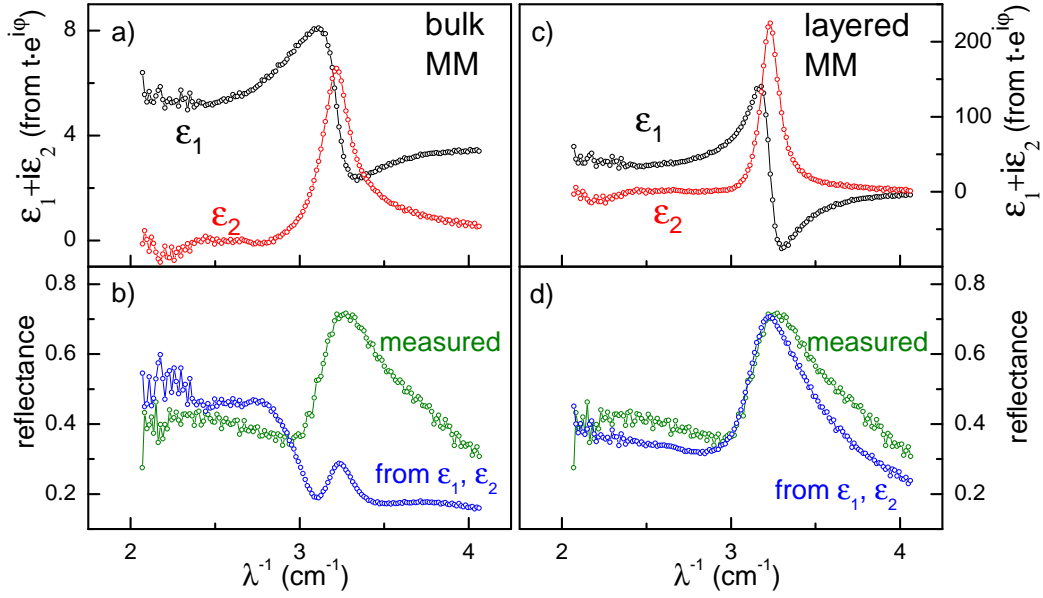 ε₁+iε₂ (from t·e^iφ)
8
4
0
a)
bulk
MM
ε₁
ε₂
c)
layered
MM
ε₁
ε₂
200
100
0
ε₁+iε₂ (from t·e^iφ)
reflectance
0.8
0.6
0.4
0.2
b)
measured
from ε₁, ε₂
2
3
4
λ⁻¹ (cm⁻¹)
d)
measured
from ε₁, ε₂
2
3
4
λ⁻¹ (cm⁻¹)
0.8
0.6
0.4
0.2
reflectance